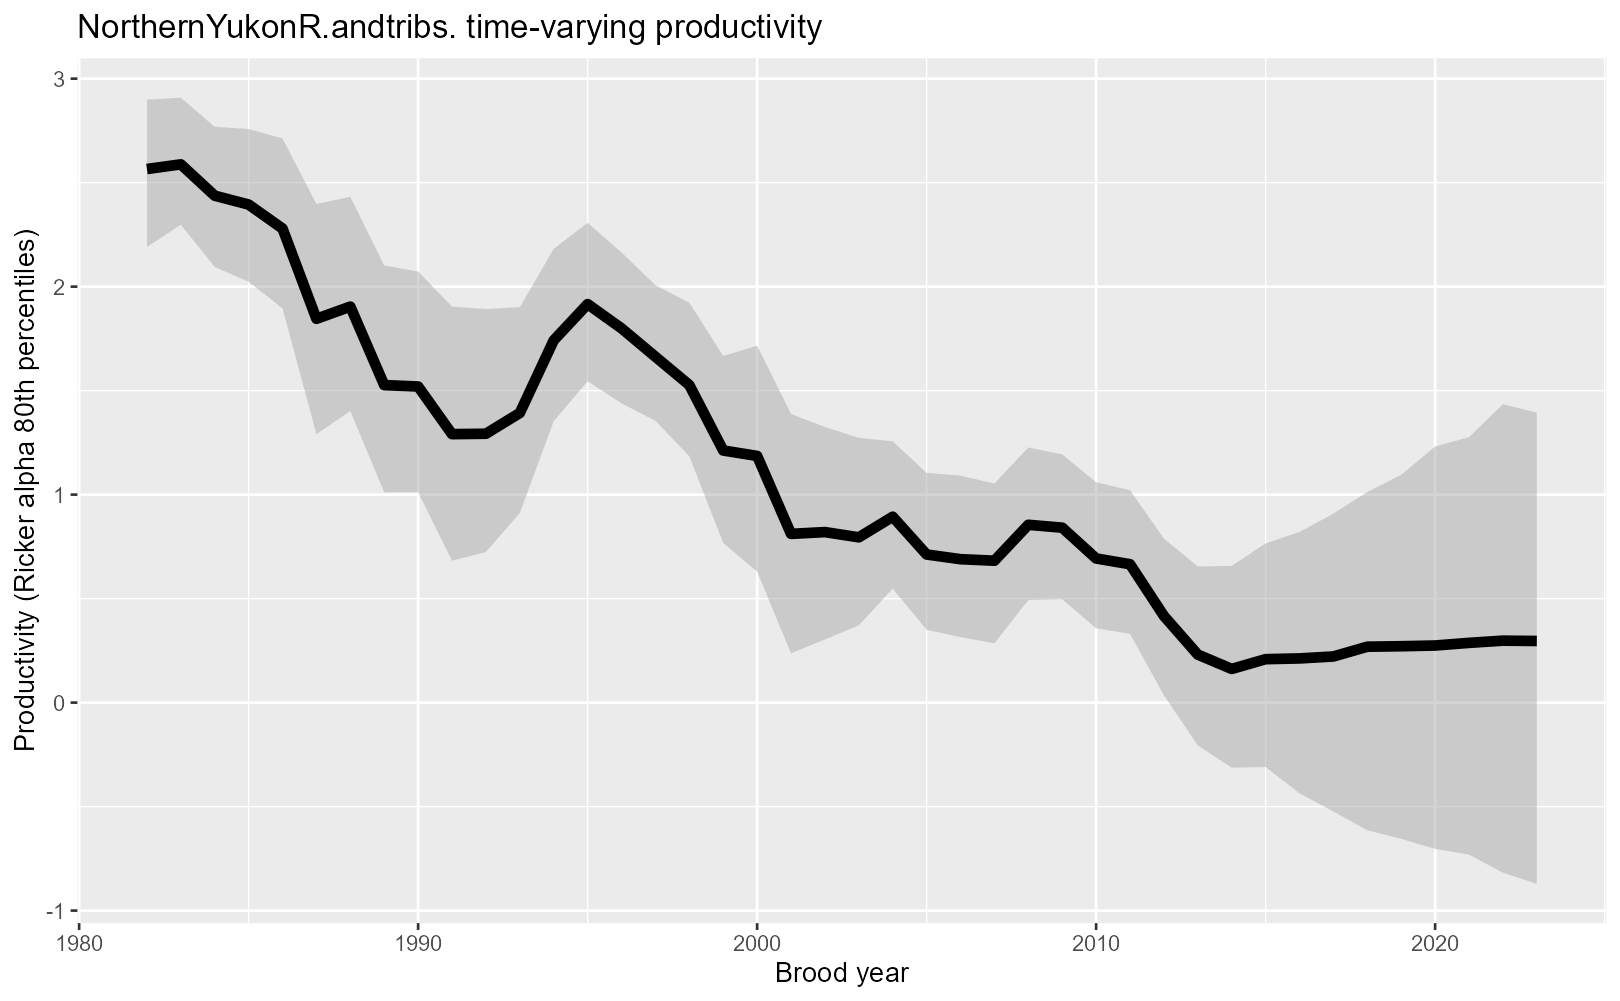 NorthernYukonR.andtribs. time-varying productivity
Productivity (Ricker alpha 80th percentiles)
3
2
1
0
-1
1980 1990 2000 2010 2020
Brood year